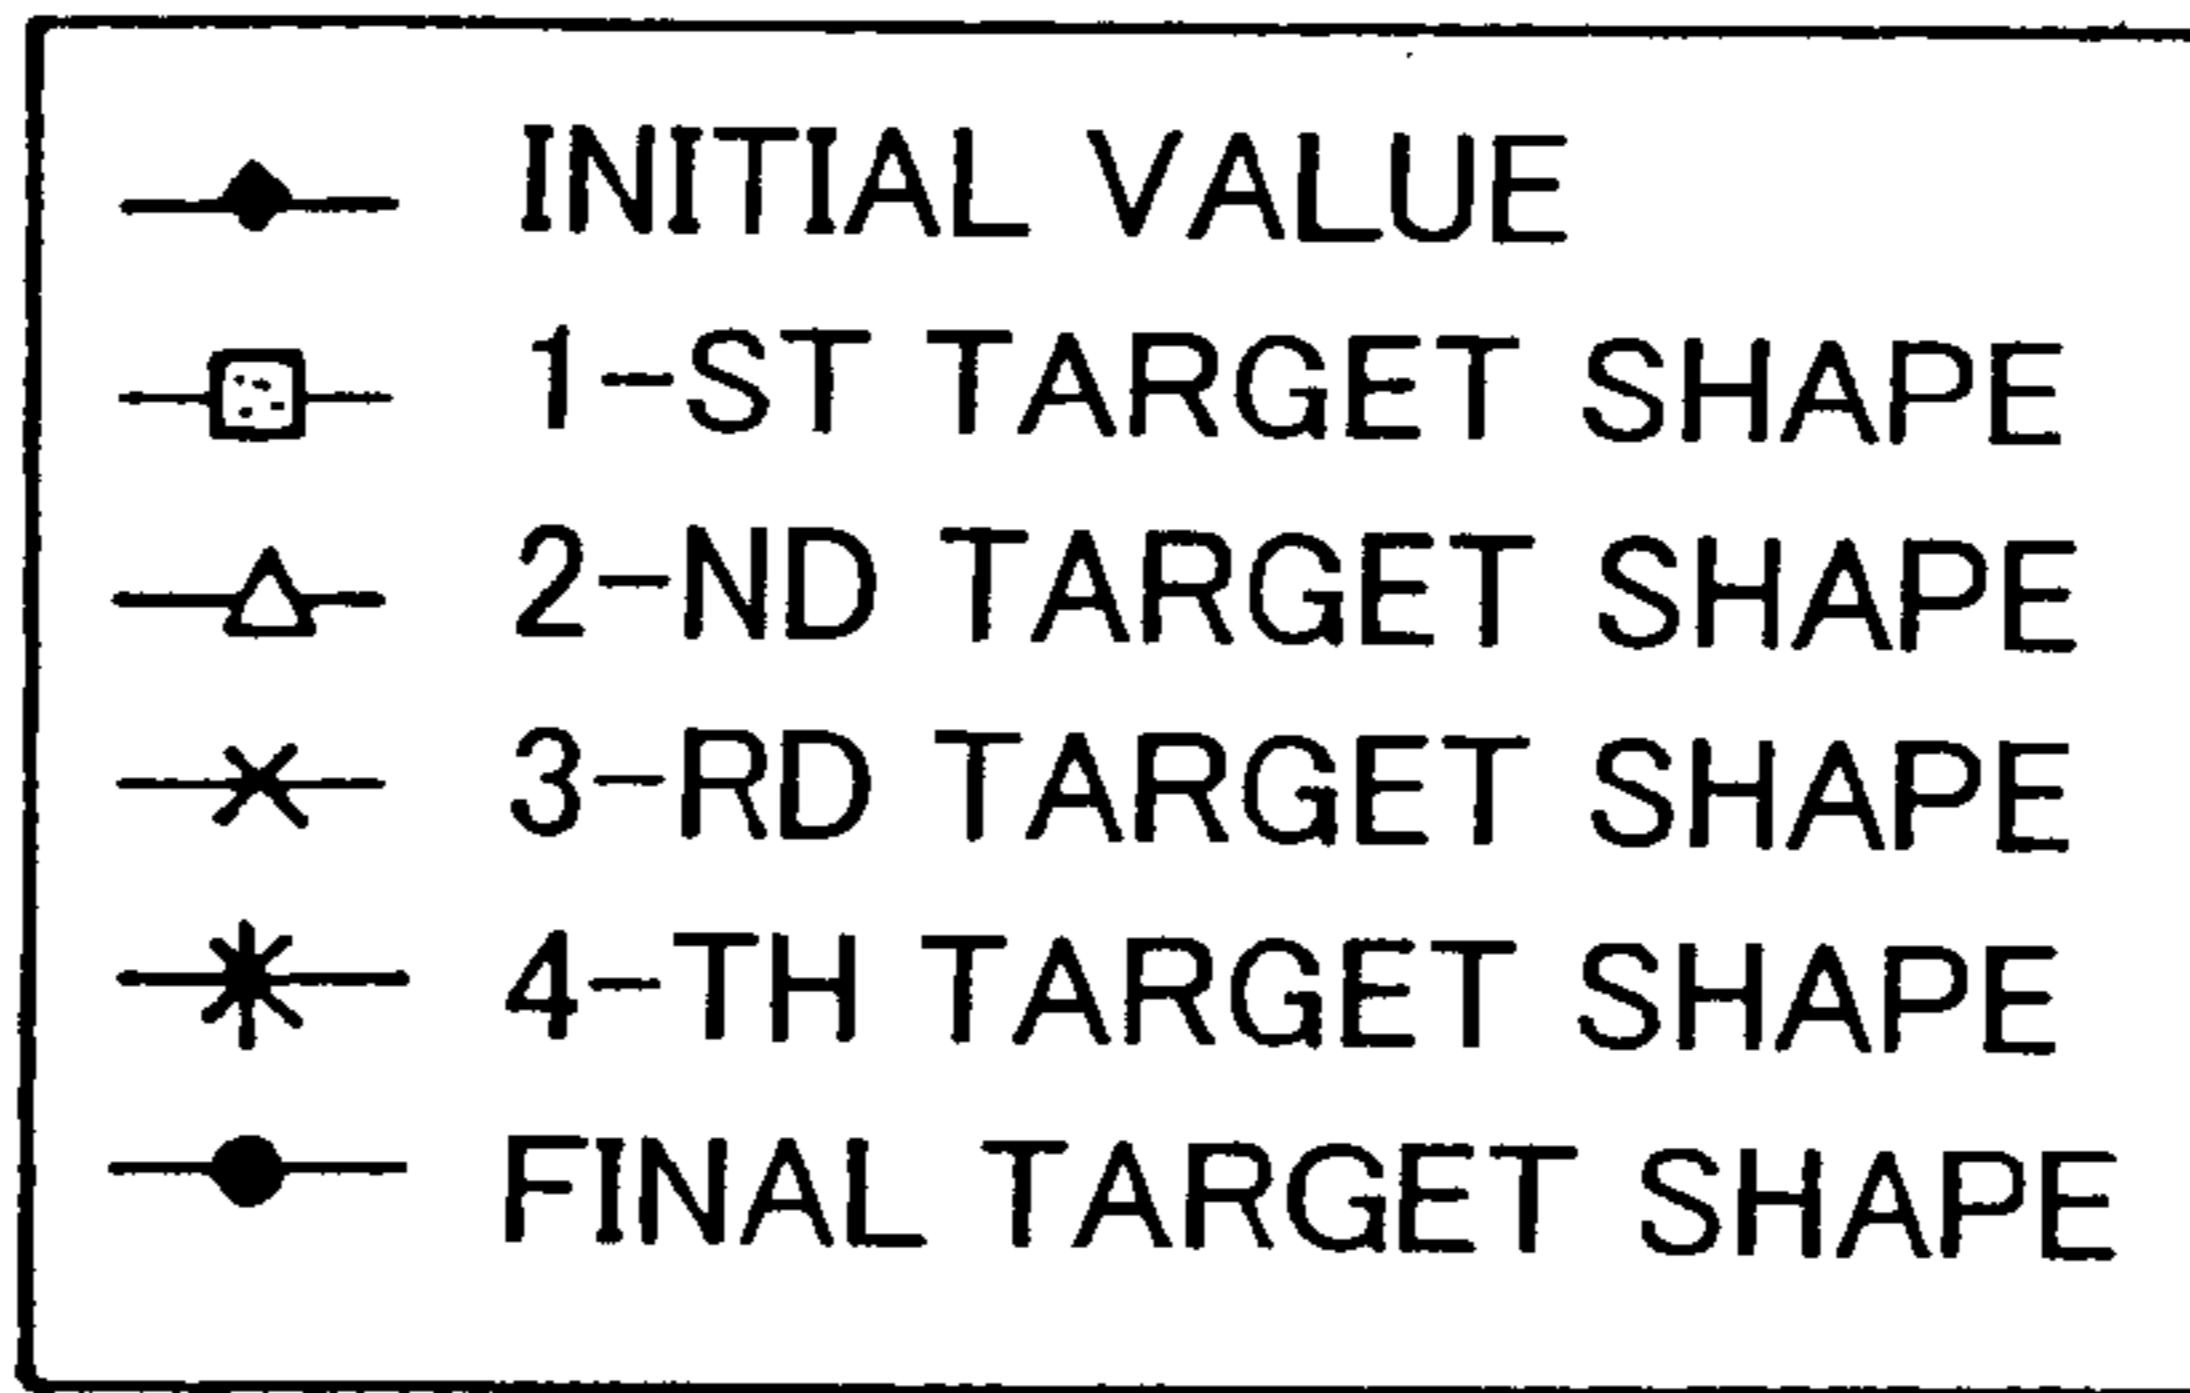 INITIAL VALUE
1-ST TARGET SHAPE
2-ND TARGET SHAPE
3-RD TARGET SHAPE
4-TH TARGET SHAPE
FINAL TARGET SHAPE